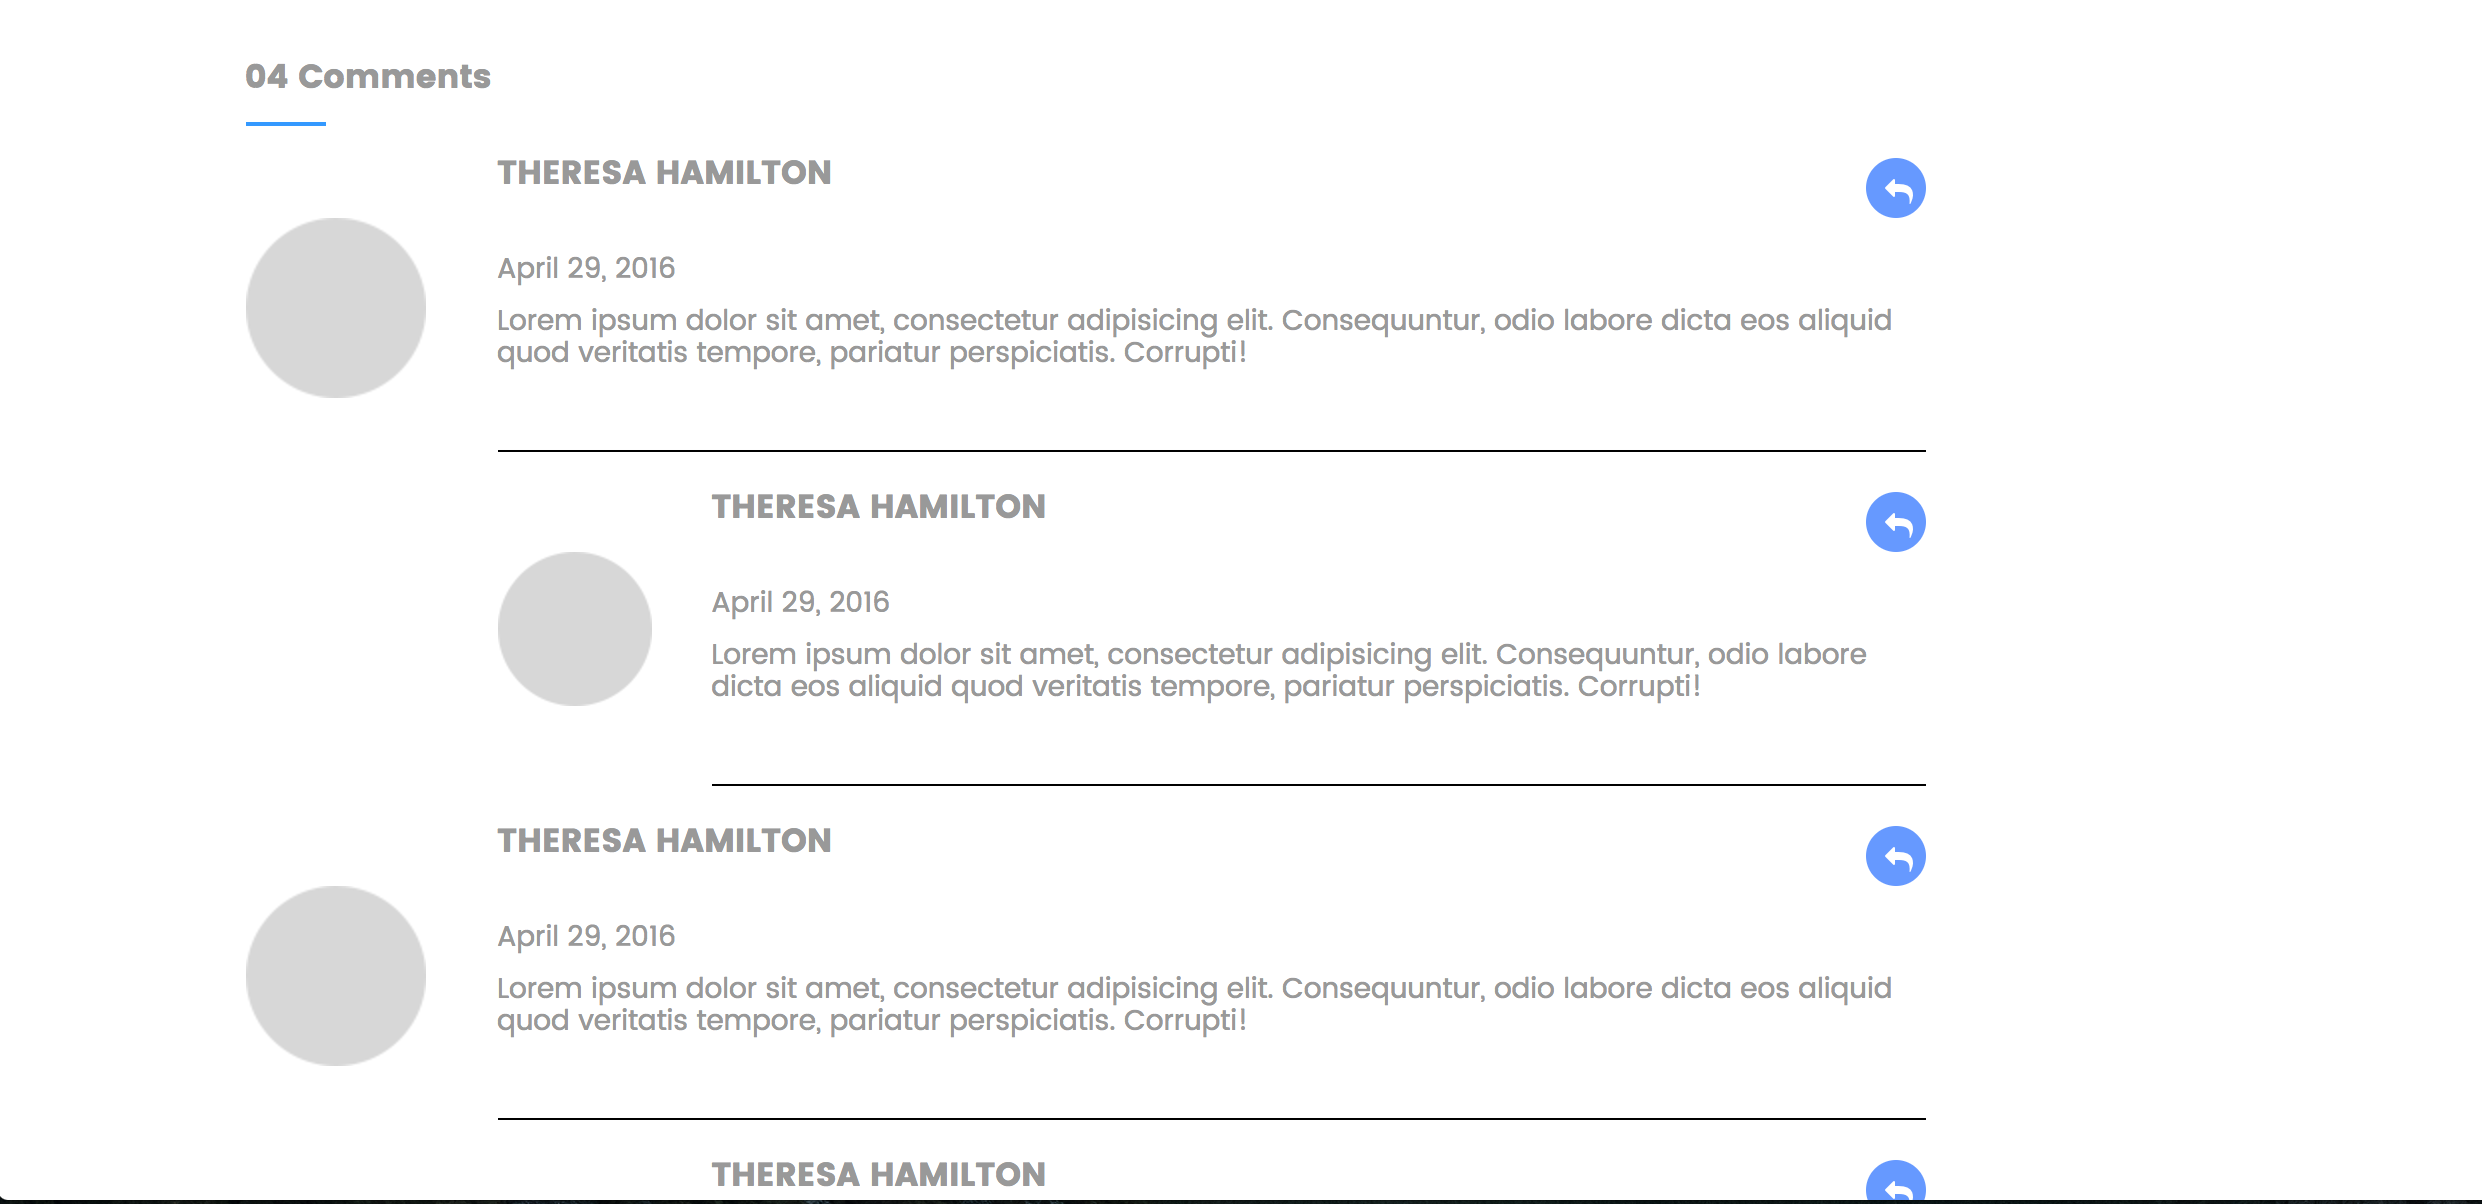 04 Comments
THERESA HAMILTON
April 29, 2016
Lorem ipsum dolor sit amet, consectetur adipisicing elit. Consequuntur, odio labore dicta eos aliquid
quod veritatis tempore, pariatur perspiciatis. Corrupti!
THERESA HAMILTON
April 29, 2016
Lorem ipsum dolor sit amet, consectetur adipisicing elit. Consequuntur, odio labore
dicta eos aliquid quod veritatis tempore, pariatur perspiciatis. Corrupti!
THERESA HAMILTON
April 29, 2016
Lorem ipsum dolor sit amet, consectetur adipisicing elit. Consequuntur, odio labore dicta eos aliquid
quod veritatis tempore, pariatur perspiciatis. Corrupti!
THERESA HAMILTON